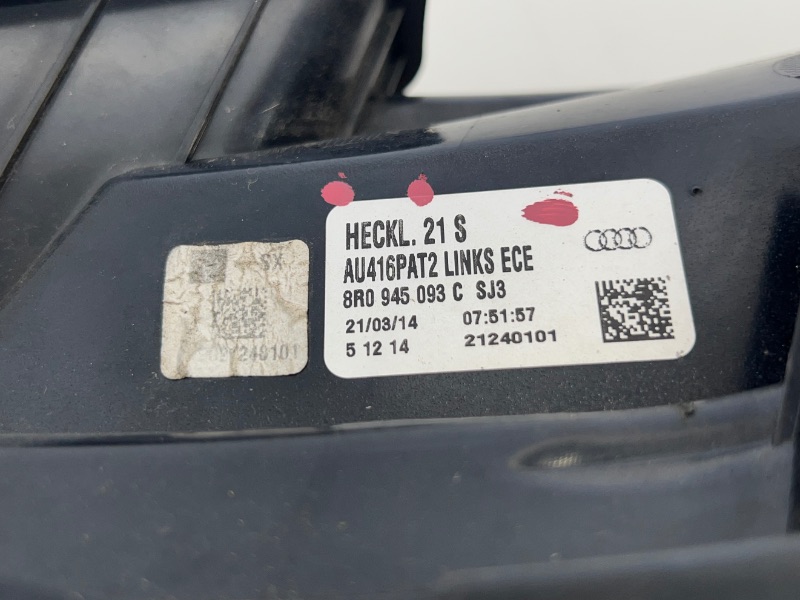 HECKL. 21 S
AU416PAT2 LINKS ECE
8R0 945 093 C SJ3
21/03/14 07:51:57
5 12 14 21240101